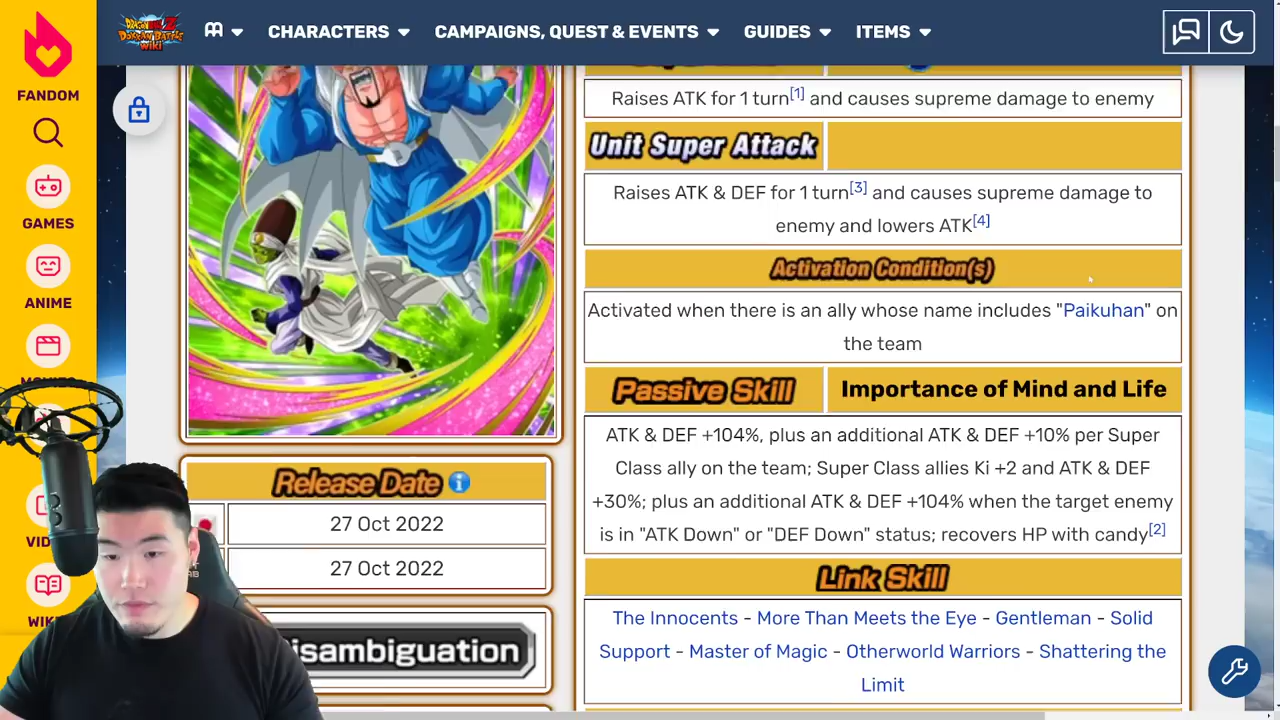 DRAGON BALL Z DOKKAN BATTLE WIKI
CHARACTERS
CAMPAIGNS, QUEST & EVENTS
GUIDES
ITEMS
FANDOM
GAMES
ANIME
VID
WIK
Raises ATK for 1 turn[1] and causes supreme damage to enemy
Unit Super Attack
Raises ATK & DEF for 1 turn[3] and causes supreme damage to
enemy and lowers ATK[4]
Activation Condition(s)
Activated when there is an ally whose name includes "Paikuhan" on
the team
Passive Skill
Importance of Mind and Life
ATK & DEF +104%, plus an additional ATK & DEF +10% per Super
Class ally on the team; Super Class allies Ki +2 and ATK & DEF
+30%; plus an additional ATK & DEF +104% when the target enemy
is in "ATK Down" or "DEF Down" status; recovers HP with candy[2]
Link Skill
The Innocents - More Than Meets the Eye - Gentleman - Solid
Support - Master of Magic - Otherworld Warriors - Shattering the
Limit
Release Date
27 Oct 2022
27 Oct 2022
isambiguation